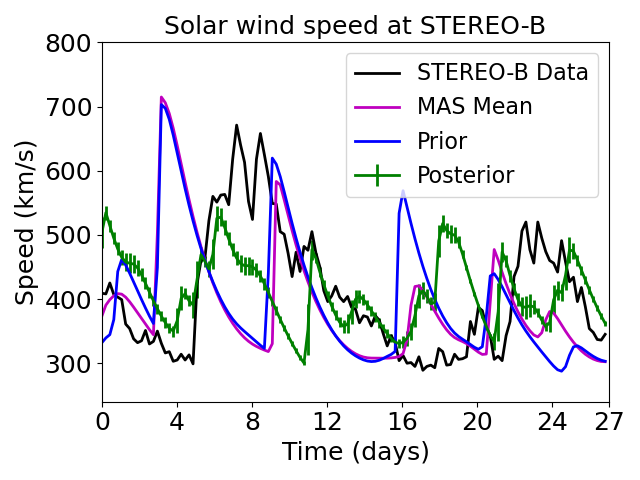 Solar wind speed at STEREO-B
800
700
600
500
400
300
Speed (km/s)
STEREO-B Data
MAS Mean
Prior
Posterior
0 4 8 12 16 20 24 27
Time (days)